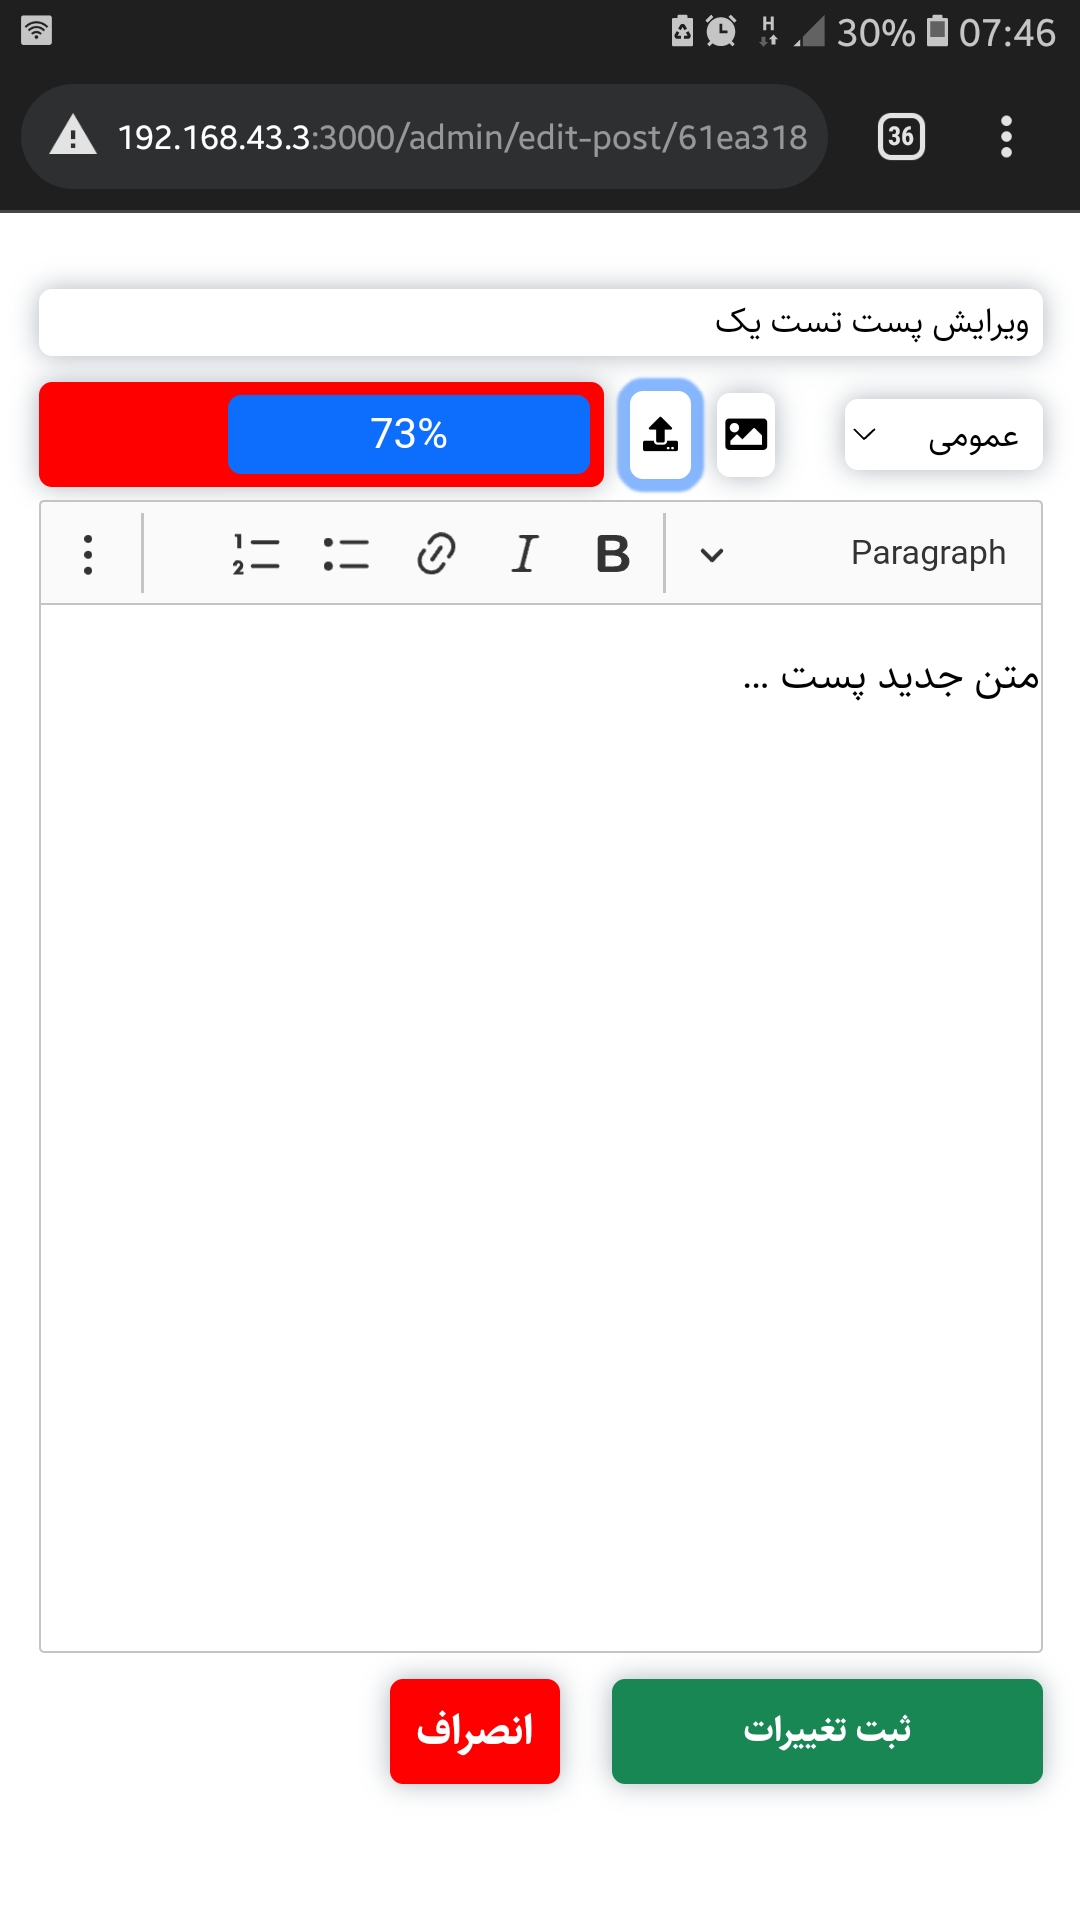 30% 07:46
192.168.43.3:3000/admin/edit-post/61ea318
36
ویرایش پست تست یک
عمومی
73%
Paragraph
B I
متن جدید پست ...
ثبت تغییرات
انصراف